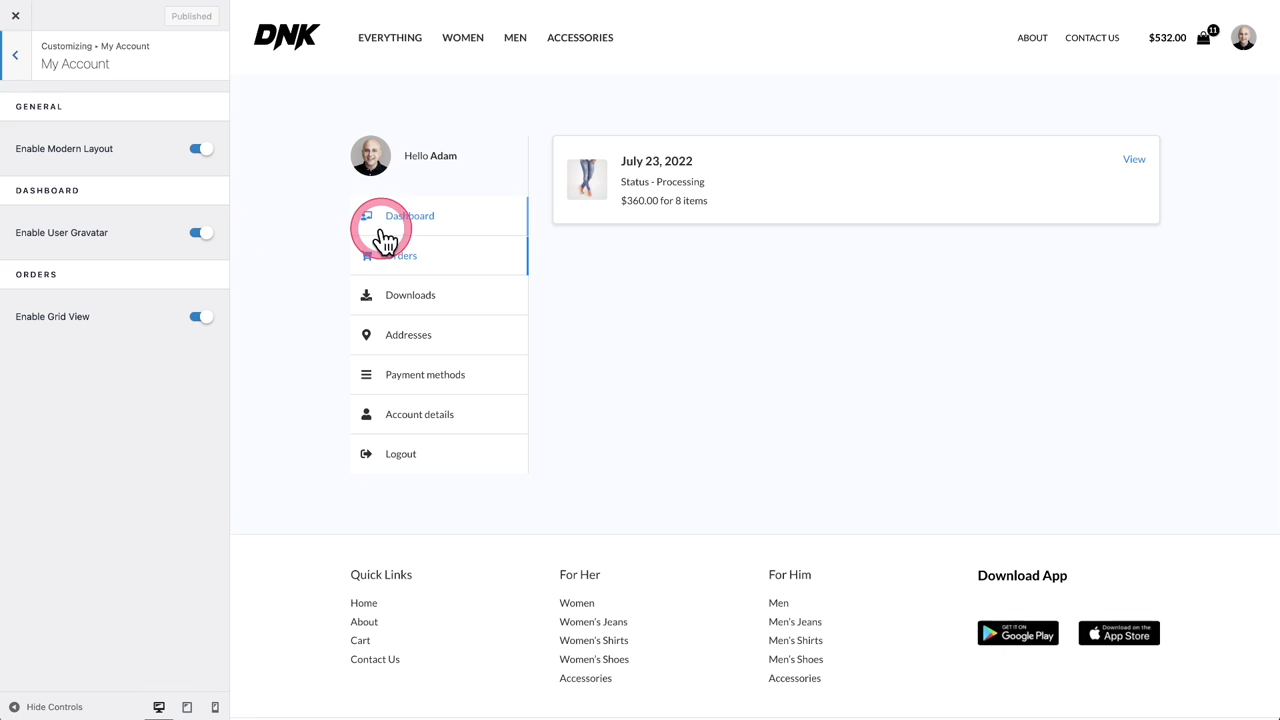 Published
Customizing ▸ My Account
My Account
GENERAL
Enable Modern Layout
DASHBOARD
Enable User Gravatar
ORDERS
Enable Grid View
Hide Controls
DNK
EVERYTHING WOMEN MEN ACCESSORIES
ABOUT CONTACT US $532.00 11
Hello Adam
Dashboard
Orders
Downloads
Addresses
Payment methods
Account details
Logout
July 23, 2022
View
Status - Processing
$360.00 for 8 items
Quick Links
Home
About
Cart
Contact Us
For Her
Women
Women's Jeans
Women's Shirts
Women's Shoes
Accessories
For Him
Men
Men's Jeans
Men's Shirts
Men's Shoes
Accessories
Download App
GET IT ON
Google Play
Download on the
App Store